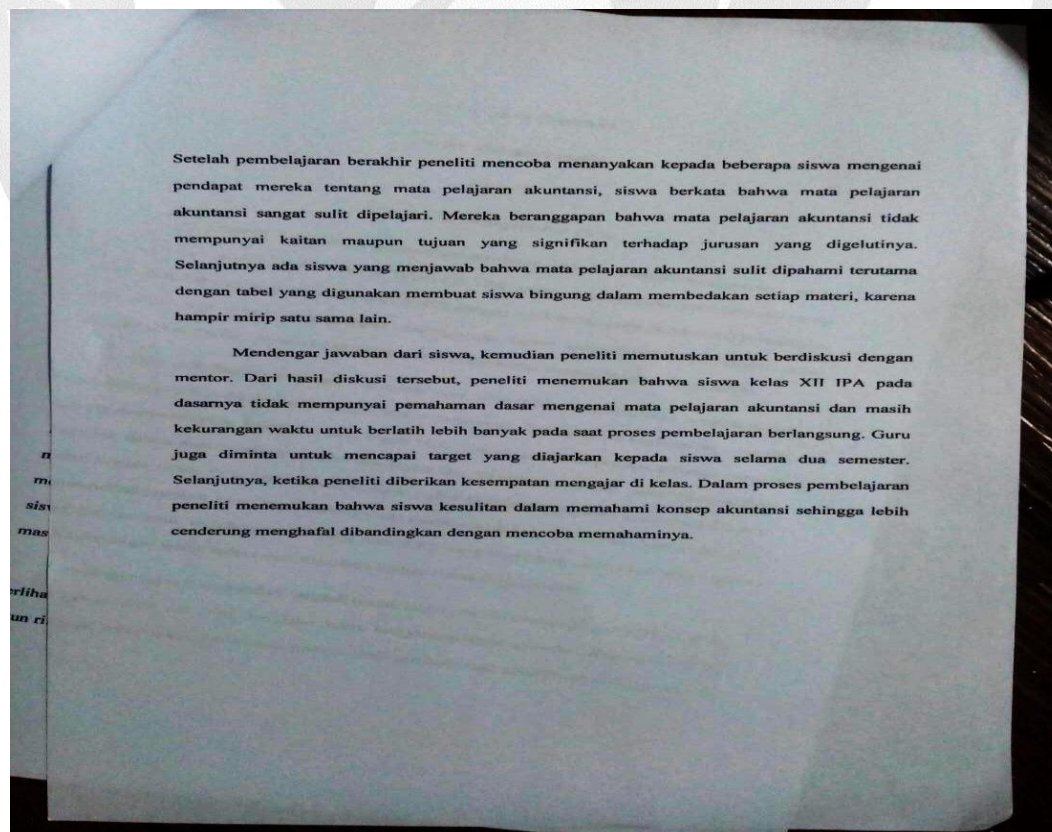 Setelah pembelajaran berakhir peneliti mencoba menanyakan kepada beberapa siswa mengenai
pendapat mereka tentang mata pelajaran akuntansi, siswa berkata bahwa mata pelajaran
akuntansi sangat sulit dipelajari. Mereka beranggapan bahwa mata pelajaran akuntansi tidak
mempunyai kaitan maupun tujuan yang signifikan terhadap jurusan yang digelutinya.
Selanjutnya ada siswa yang menjawab bahwa mata pelajaran akuntansi sulit dipahami terutama
dengan tabel yang digunakan membuat siswa bingung dalam membedakan setiap materi, karena
hampir mirip satu sama lain.
Mendengar jawaban dari siswa, kemudian peneliti memutuskan untuk berdiskusi dengan
mentor. Dari hasil diskusi tersebut, peneliti menemukan bahwa siswa kelas XII IPA pada
dasarnya tidak mempunyai pemahaman dasar mengenai mata pelajaran akuntansi dan masih
kekurangan waktu untuk berlatih lebih banyak pada saat proses pembelajaran berlangsung. Guru
juga diminta untuk mencapai target yang diajarkan kepada siswa selama dua semester.
Selanjutnya, ketika peneliti diberikan kesempatan mengajar di kelas. Dalam proses pembelajaran
peneliti menemukan bahwa siswa kesulitan dalam memahami konsep akuntansi sehingga lebih
cenderung menghafal dibandingkan dengan mencoba memahaminya.